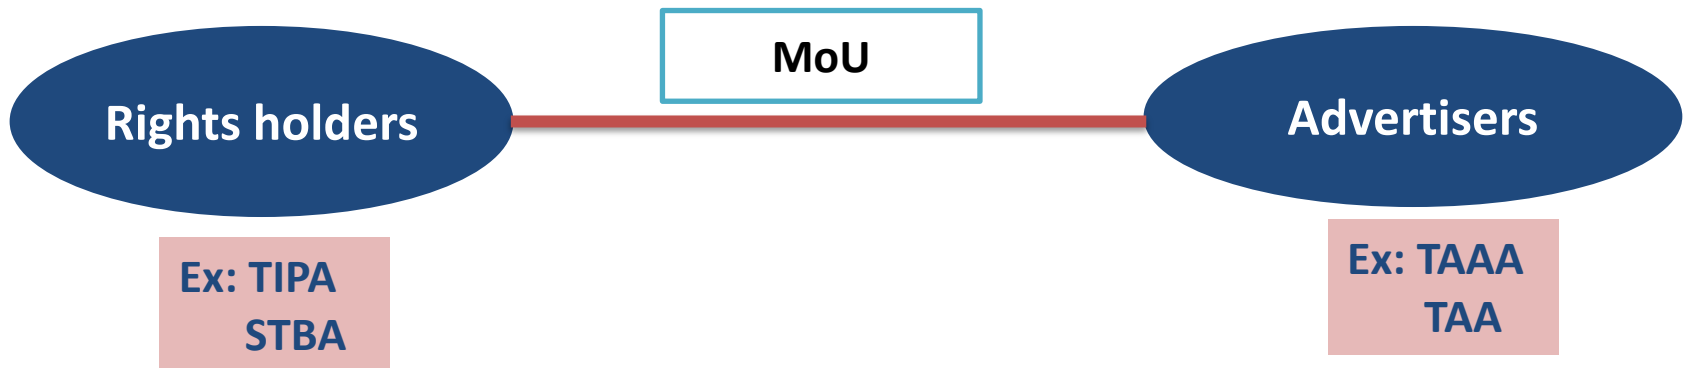 MoU
Rights holders
Advertisers
Ex: TIPA
STBA
Ex: TAAA
TAA